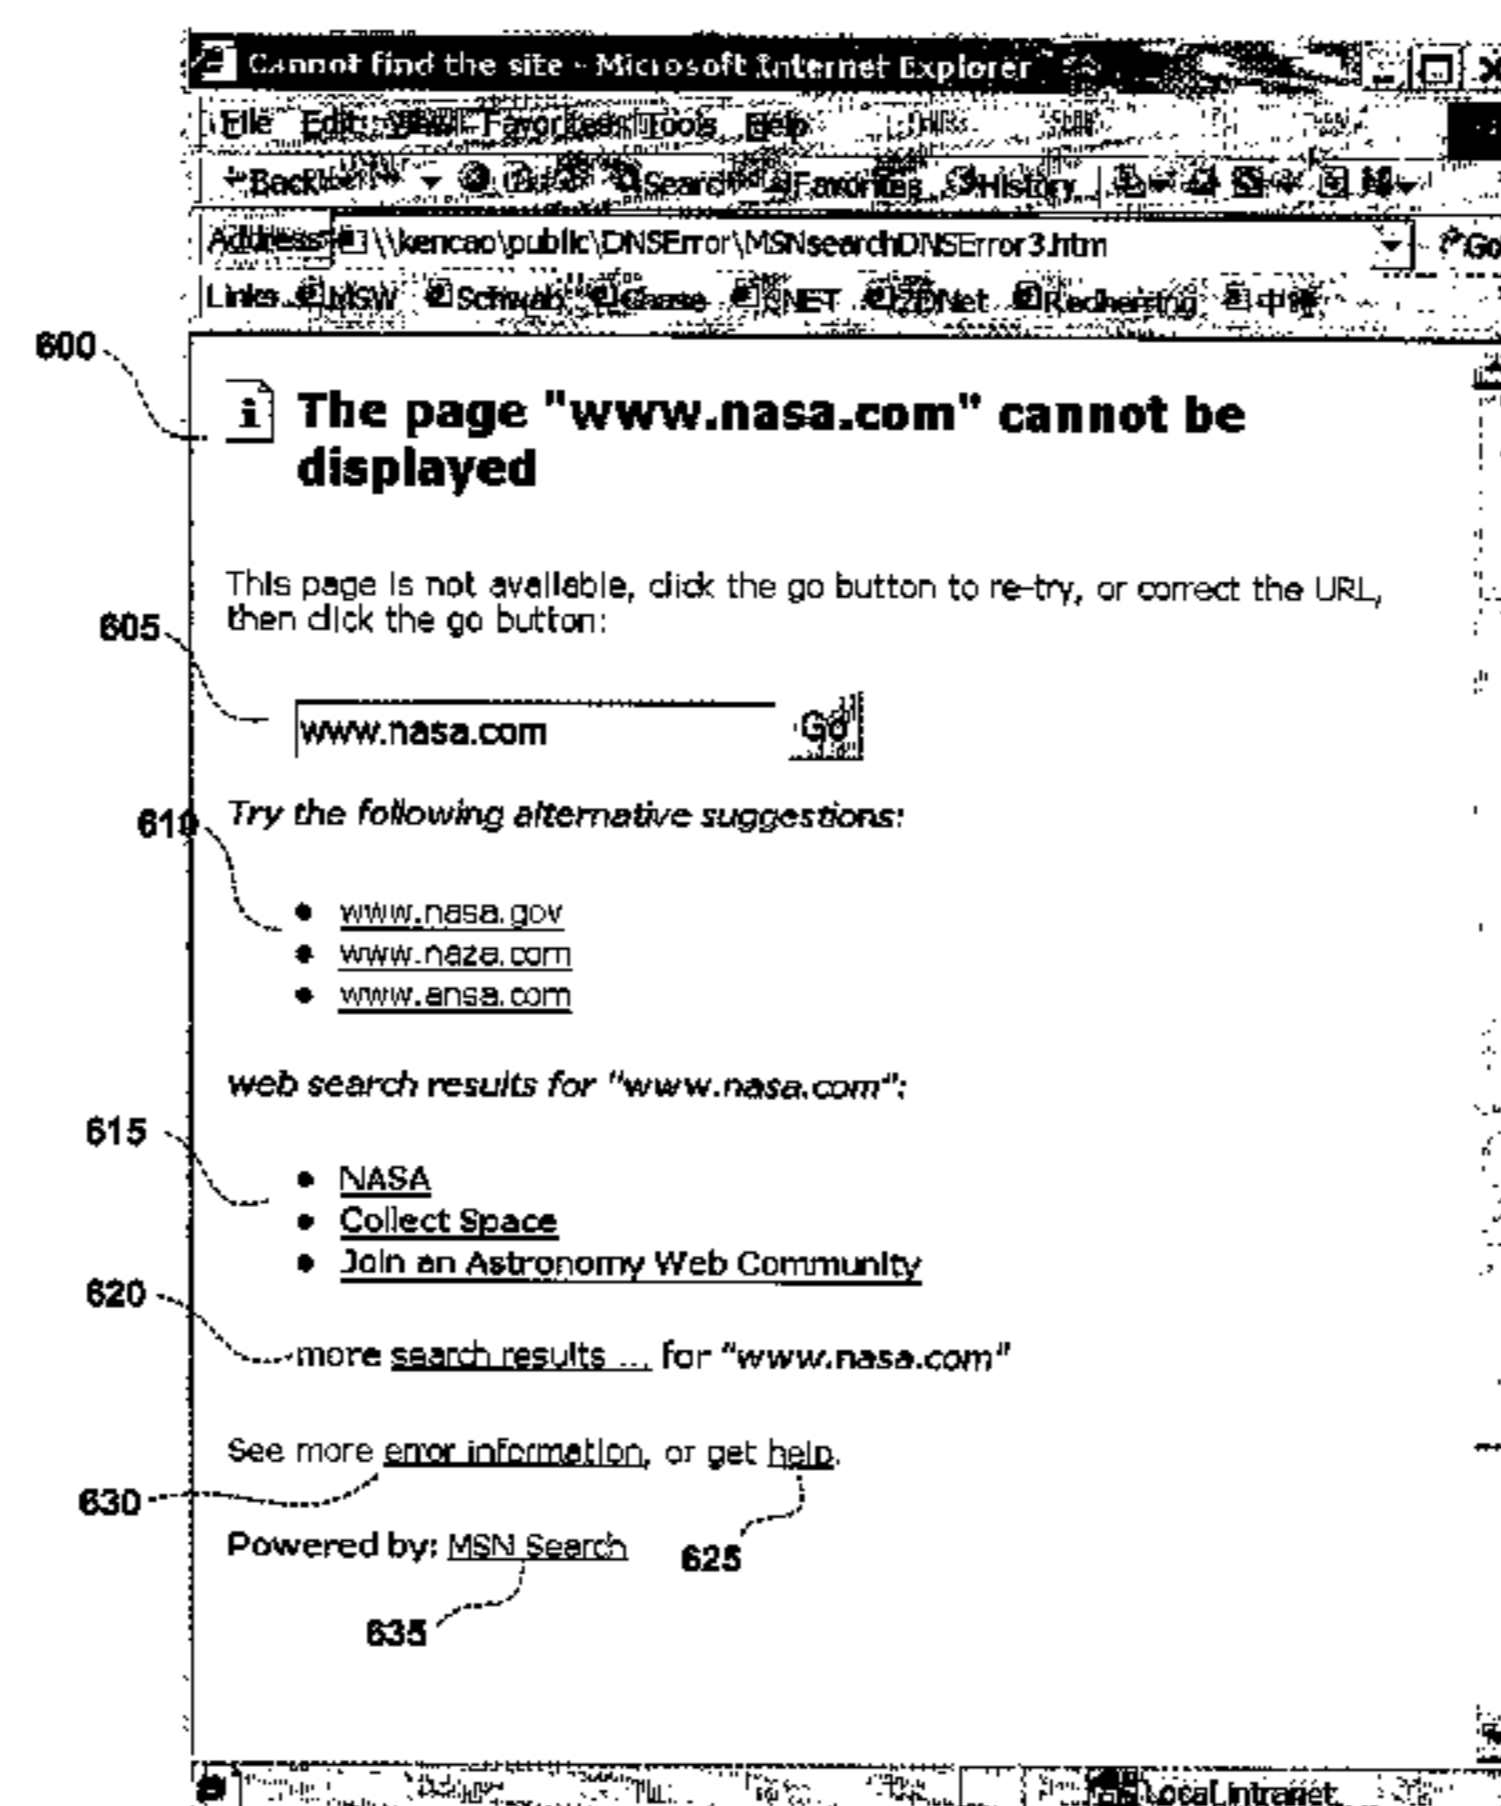 Cannot find the site - Microsoft Internet Explorer
File Edit View Favorites Tools Help
Back Search Favorites History
Address \\kencao\public\DNSError\MSNsearchDNSError3.htm Go
Links MSW Schwab Chase ZDNet Redherring
600
The page "www.nasa.com" cannot be
displayed
This page is not available, click the go button to re-try, or correct the URL,
then click the go button:
605
www.nasa.com Go
610 Try the following alternative suggestions:
• www.nasa.gov
• www.naza.com
• www.ansa.com
web search results for "www.nasa.com":
615
• NASA
• Collect Space
• Join an Astronomy Web Community
620
more search results ... for "www.nasa.com"
See more error information, or get help.
630
Powered by: MSN Search 625
635
Local intranet